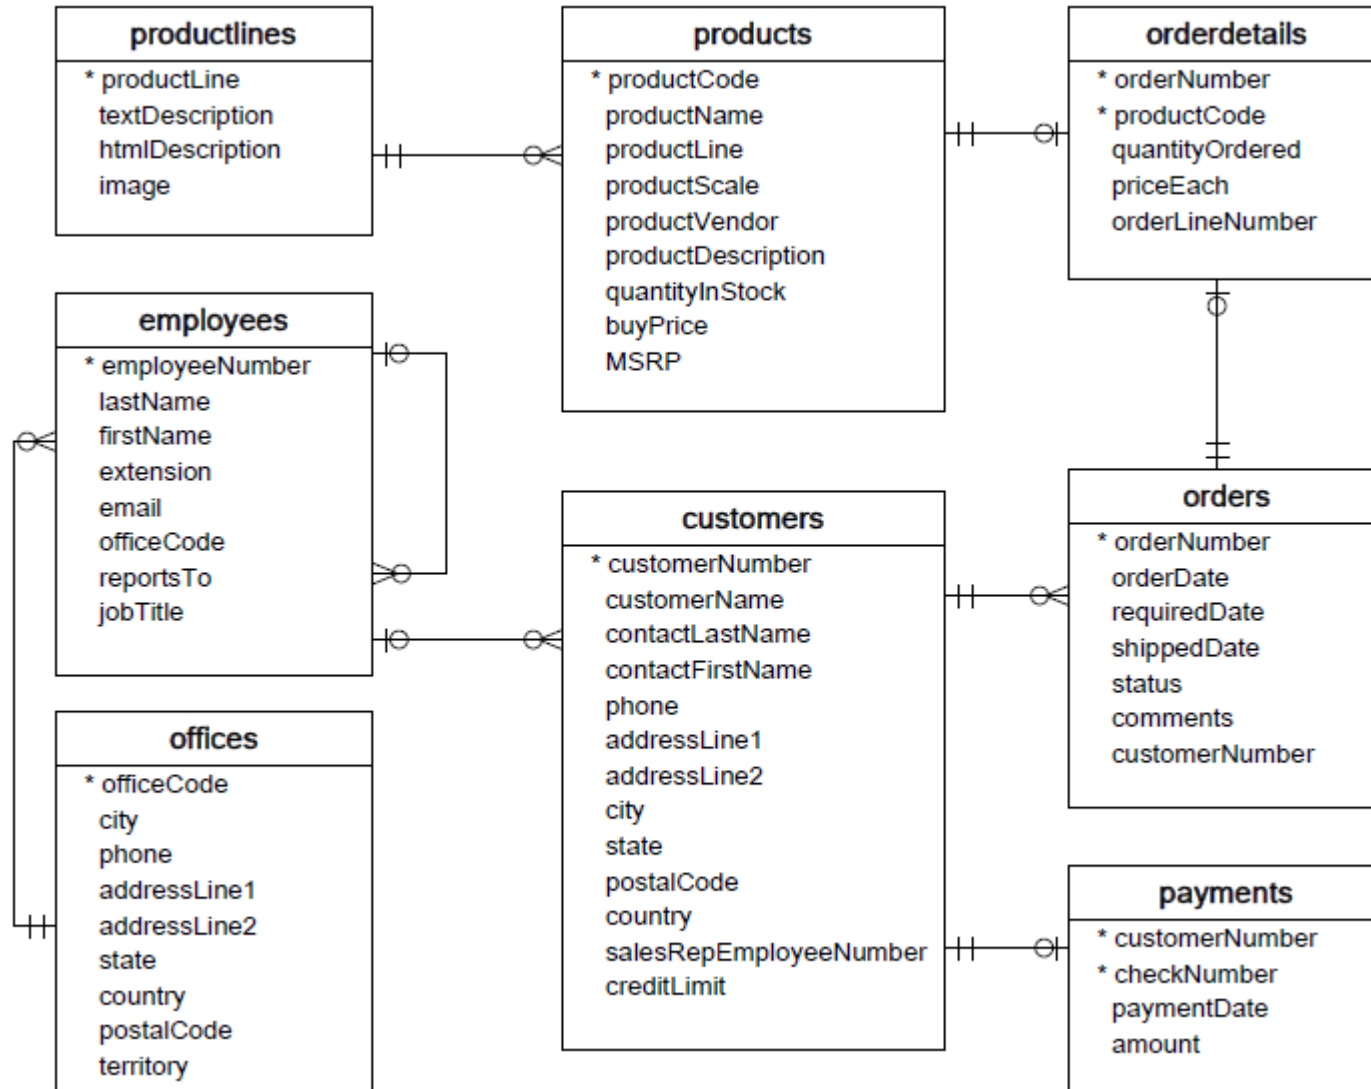 productlines
* productLine
textDescription
htmlDescription
image
products
* productCode
productName
productLine
productScale
productVendor
productDescription
quantityInStock
buyPrice
MSRP
orderdetails
* orderNumber
* productCode
quantityOrdered
priceEach
orderLineNumber
employees
* employeeNumber
lastName
firstName
extension
email
officeCode
reportsTo
jobTitle
customers
* customerNumber
customerName
contactLastName
contactFirstName
phone
addressLine1
addressLine2
city
state
postalCode
country
salesRepEmployeeNumber
creditLimit
orders
* orderNumber
orderDate
requiredDate
shippedDate
status
comments
customerNumber
offices
* officeCode
city
phone
addressLine1
addressLine2
state
country
postalCode
territory
payments
* customerNumber
* checkNumber
paymentDate
amount